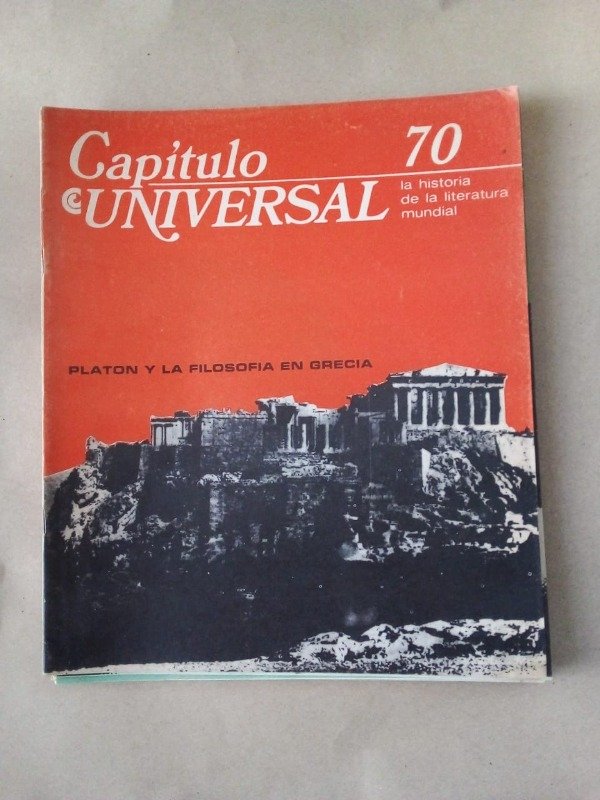 Capítulo
UNIVERSAL
70
la historia
de la literatura
mundial
PLATON Y LA FILOSOFIA EN GRECIA